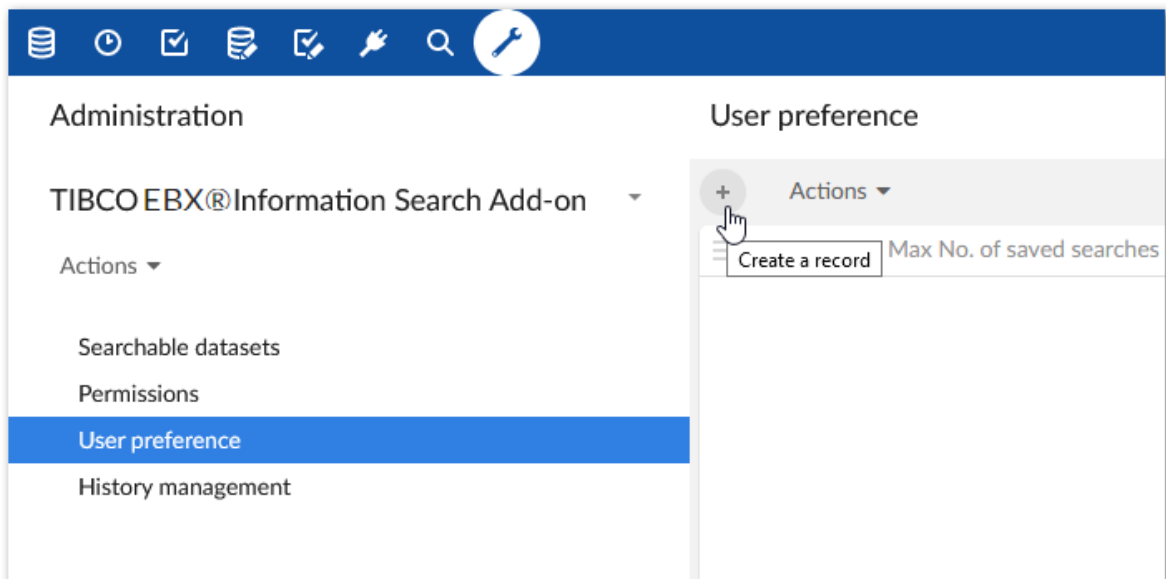 Administration
User preference
TIBCO EBX®Information Search Add-on
Actions
Actions
Create a record
Max No. of saved searches
Searchable datasets
Permissions
User preference
History management